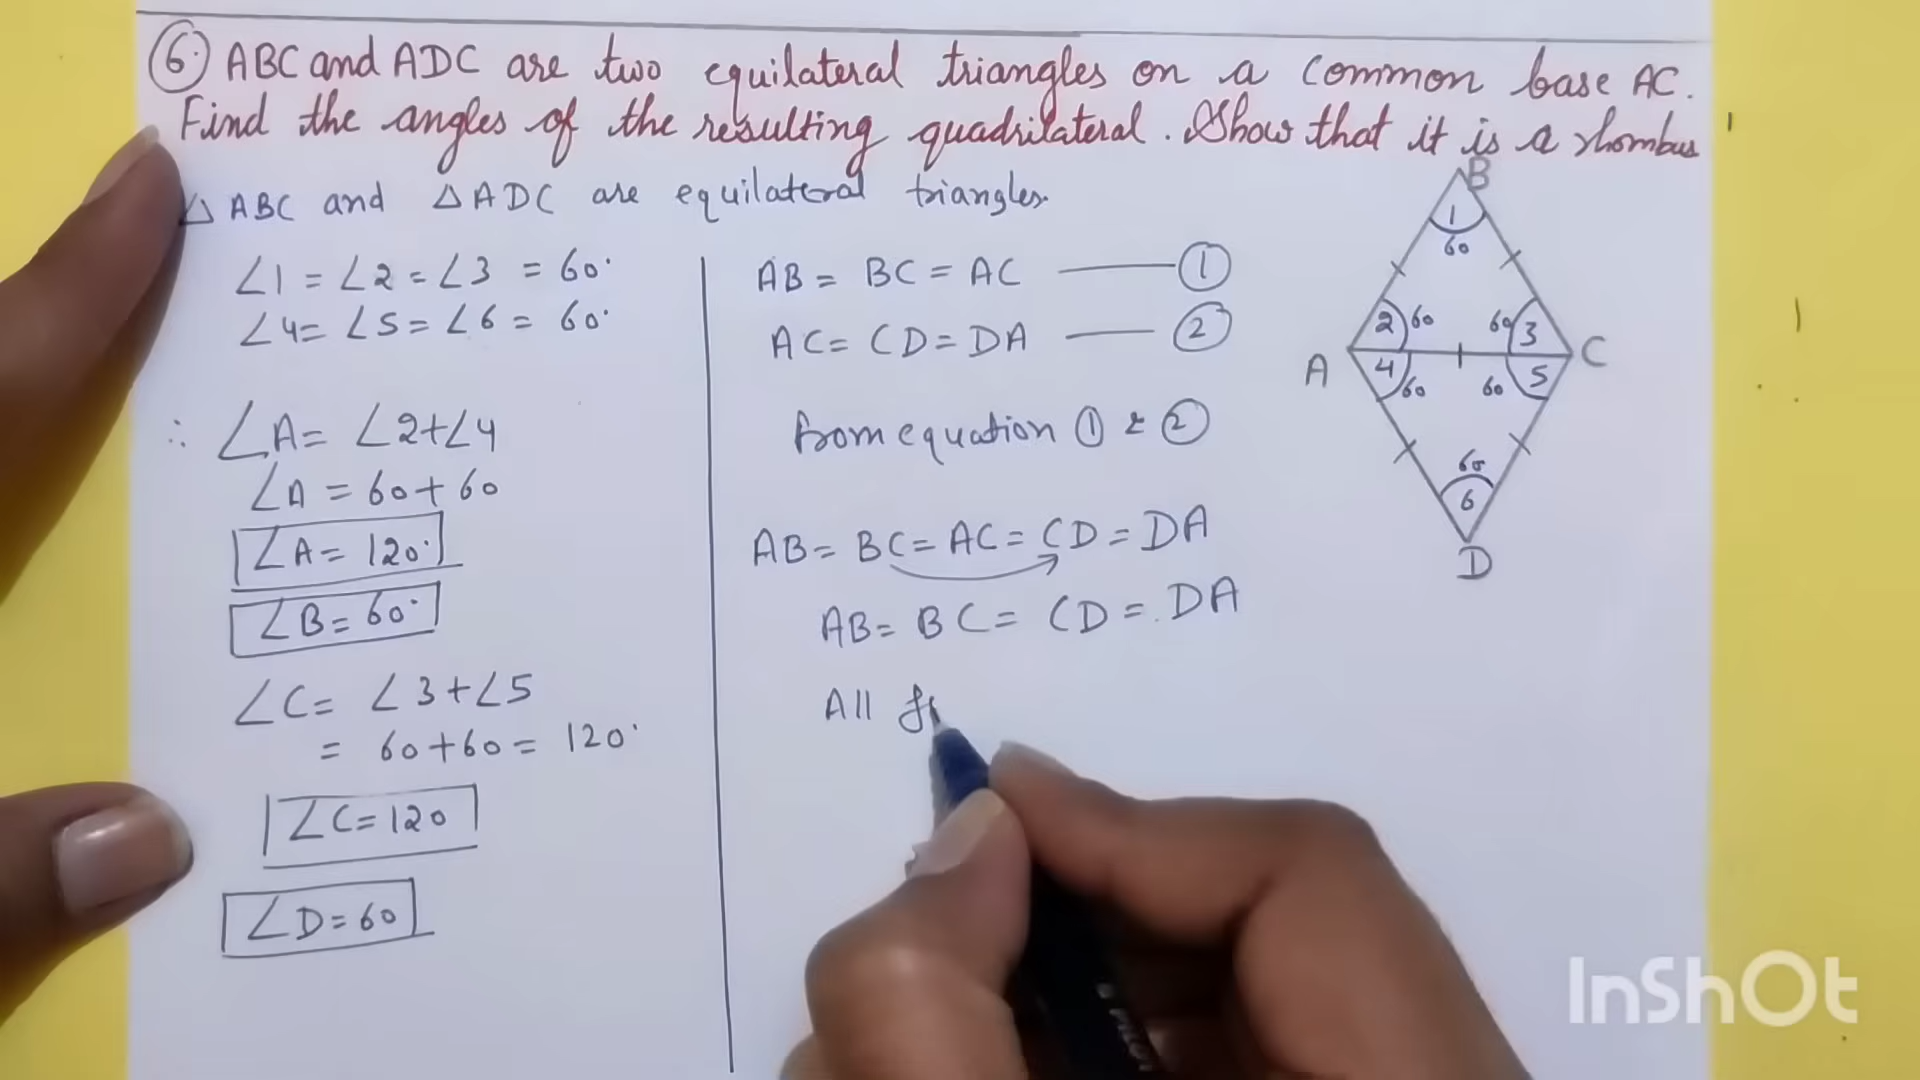 6. ABC and ADC are two equilateral triangles on a common base AC.
Find the angles of the resulting quadrilateral. Show that it is a rhombus
△ ABC and △ ADC are equilateral triangles.
∠1 = ∠2 = ∠3 = 60°
∠4 = ∠5 = ∠6 = 60°
∴ ∠A = ∠2+∠4
∠A = 60+60
∠A = 120°
∠B = 60°
∠C = ∠3+∠5
= 60+60 = 120°
∠C = 120
∠D = 60
AB = BC = AC —— 1
AC = CD = DA —— 2
from equation 1 & 2
AB = BC = AC = CD = DA
AB = BC = CD = DA
All
B
1
60
2 60 60 3
A C
4 60 60 5
60
6
D
InShOt